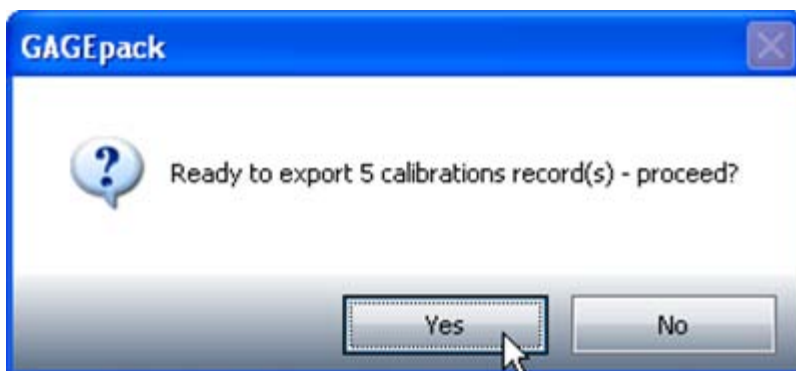 GAGEpack
Ready to export 5 calibrations record(s) - proceed?
Yes
No